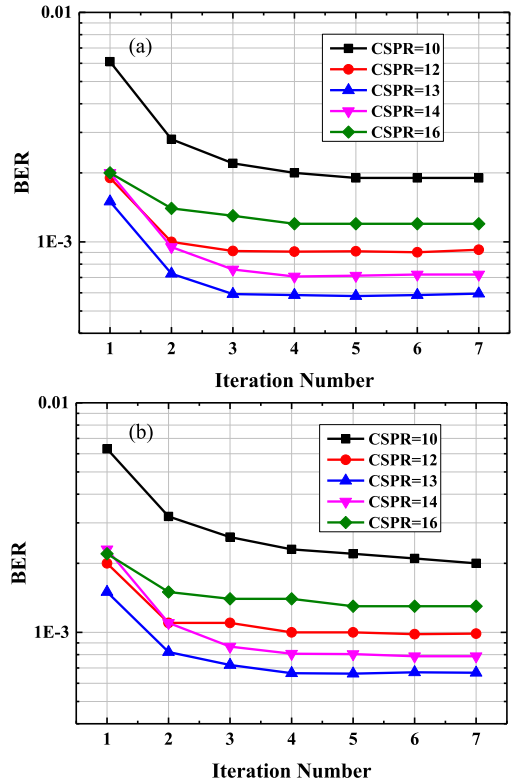 0.01
(a)
CSPR=10
CSPR=12
CSPR=13
CSPR=14
CSPR=16
BER
1E-3
1 2 3 4 5 6 7
Iteration Number
0.01
(b)
CSPR=10
CSPR=12
CSPR=13
CSPR=14
CSPR=16
BER
1E-3
1 2 3 4 5 6 7
Iteration Number